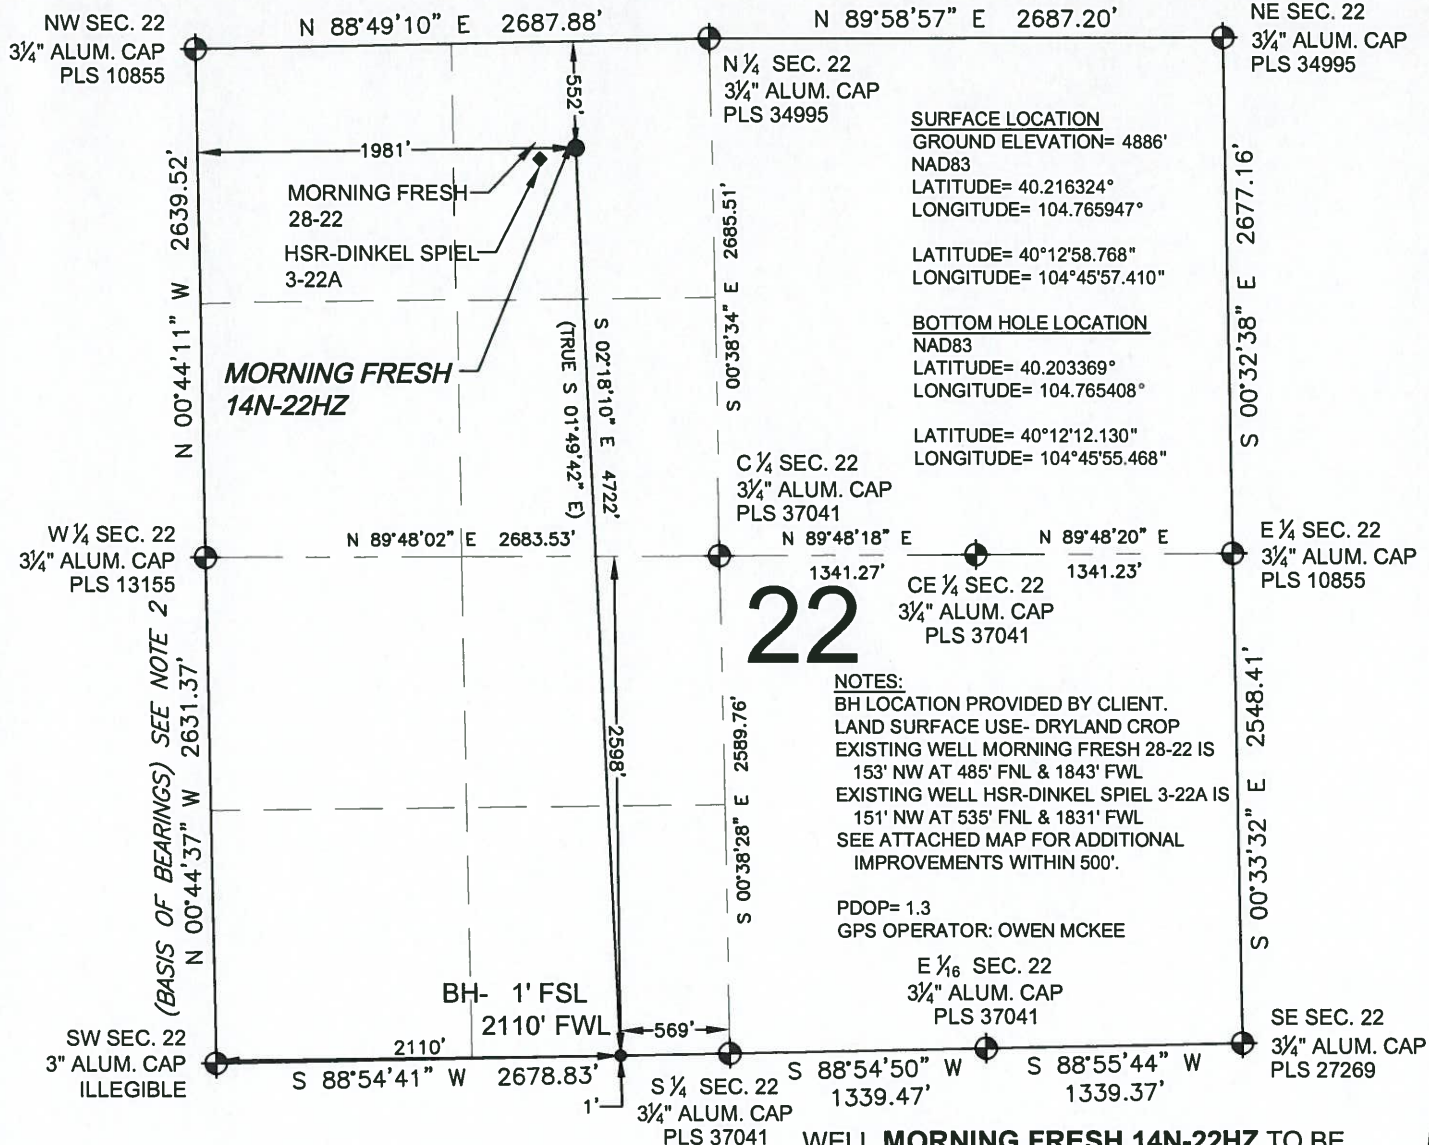 NW SEC. 22
3¼" ALUM. CAP
PLS 10855
N 88°49'10" E 2687.88'
N 89°58'57" E 2687.20'
NE SEC. 22
3¼" ALUM. CAP
PLS 34995
N ¼ SEC. 22
3¼" ALUM. CAP
PLS 34995
552'
1981'
MORNING FRESH
28-22
HSR-DINKEL SPIEL
3-22A
MORNING FRESH
14N-22HZ
N 00°44'11" W 2639.52'
S 02°18'10" E 4722'
(TRUE S 01°49'42" E)
S 00°38'34" E 2685.51'
SURFACE LOCATION
GROUND ELEVATION= 4886'
NAD83
LATITUDE= 40.216324°
LONGITUDE= 104.765947°
LATITUDE= 40°12'58.768"
LONGITUDE= 104°45'57.410"
BOTTOM HOLE LOCATION
NAD83
LATITUDE= 40.203369°
LONGITUDE= 104.765408°
LATITUDE= 40°12'12.130"
LONGITUDE= 104°45'55.468"
S 00°32'38" E 2677.16'
W ¼ SEC. 22
3¼" ALUM. CAP
PLS 13155
N 89°48'02" E 2683.53'
C ¼ SEC. 22
3¼" ALUM. CAP
PLS 37041
N 89°48'18" E
1341.27'
N 89°48'20" E
1341.23'
CE ¼ SEC. 22
3¼" ALUM. CAP
PLS 37041
E ¼ SEC. 22
3¼" ALUM. CAP
PLS 10855
22
(BASIS OF BEARINGS) SEE NOTE 2
N 00°44'37" W 2631.37'
2598'
S 00°38'28" E 2589.76'
NOTES:
BH LOCATION PROVIDED BY CLIENT.
LAND SURFACE USE- DRYLAND CROP
EXISTING WELL MORNING FRESH 28-22 IS
153' NW AT 485' FNL & 1843' FWL
EXISTING WELL HSR-DINKEL SPIEL 3-22A IS
151' NW AT 535' FNL & 1831' FWL
SEE ATTACHED MAP FOR ADDITIONAL
IMPROVEMENTS WITHIN 500'.
PDOP= 1.3
GPS OPERATOR: OWEN MCKEE
S 00°33'32" E 2548.41'
BH- 1' FSL
2110' FWL
569'
E 1⁄16 SEC. 22
3¼" ALUM. CAP
PLS 37041
SW SEC. 22
3" ALUM. CAP
ILLEGIBLE
2110'
S 88°54'41" W 2678.83'
1'
S ¼ SEC. 22
3¼" ALUM. CAP
PLS 37041
S 88°54'50" W
1339.47'
S 88°55'44" W
1339.37'
SE SEC. 22
3¼" ALUM. CAP
PLS 27269
WELL MORNING FRESH 14N-22HZ TO BE